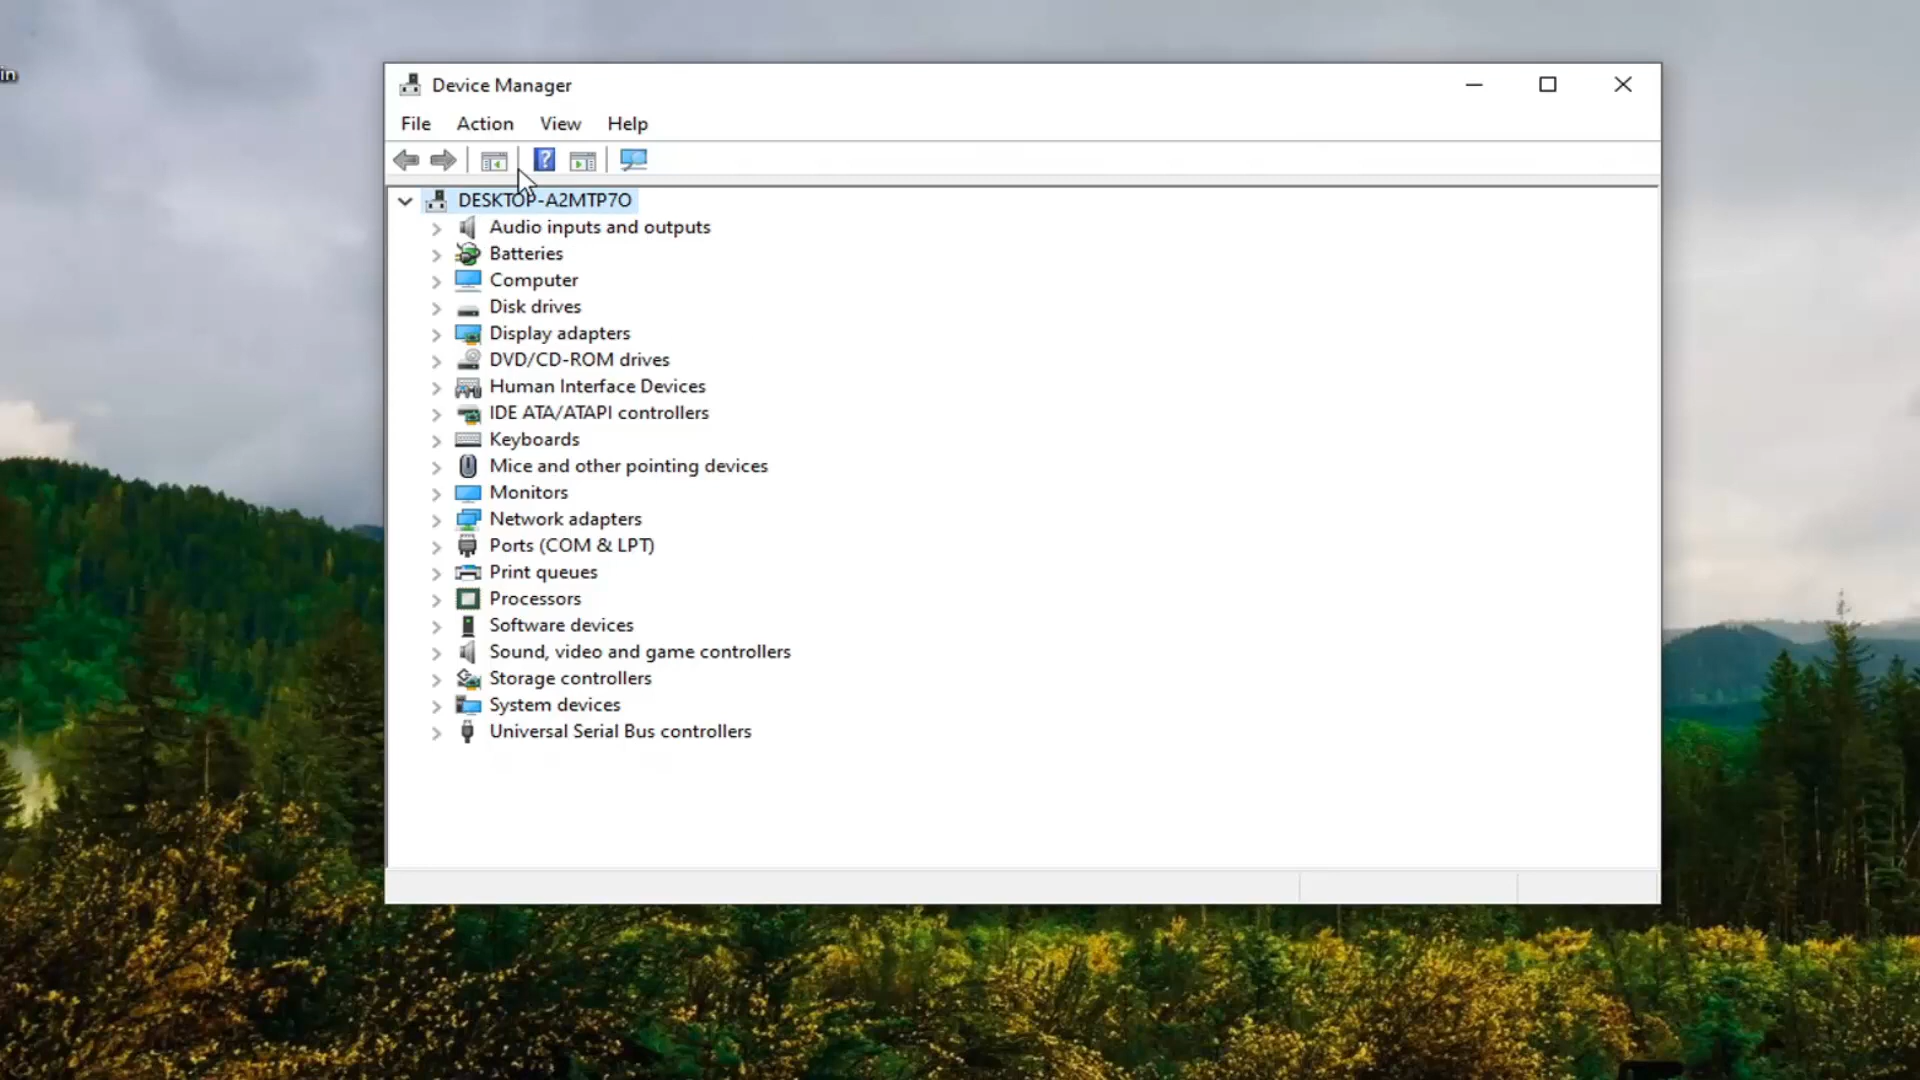 in
Device Manager
File Action View Help
DESKTOP-A2MTP7O
Audio inputs and outputs
Batteries
Computer
Disk drives
Display adapters
DVD/CD-ROM drives
Human Interface Devices
IDE ATA/ATAPI controllers
Keyboards
Mice and other pointing devices
Monitors
Network adapters
Ports (COM & LPT)
Print queues
Processors
Software devices
Sound, video and game controllers
Storage controllers
System devices
Universal Serial Bus controllers